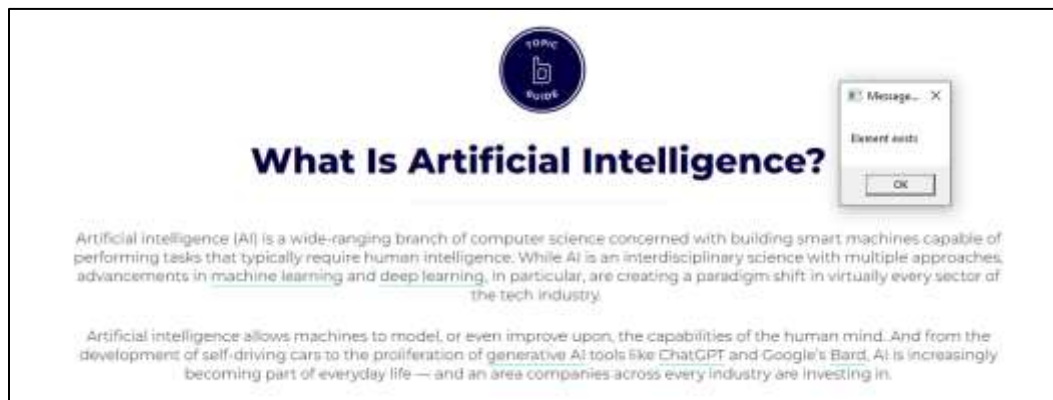 TOPIC
b
GUIDE
Message... X
Element exists
OK
What Is Artificial Intelligence?
Artificial intelligence (AI) is a wide-ranging branch of computer science concerned with building smart machines capable of
performing tasks that typically require human intelligence. While AI is an interdisciplinary science with multiple approaches,
advancements in machine learning and deep learning, in particular, are creating a paradigm shift in virtually every sector of
the tech industry.
Artificial intelligence allows machines to model, or even improve upon, the capabilities of the human mind. And from the
development of self-driving cars to the proliferation of generative AI tools like ChatGPT and Google's Bard, AI is increasingly
becoming part of everyday life — and an area companies across every industry are investing in.